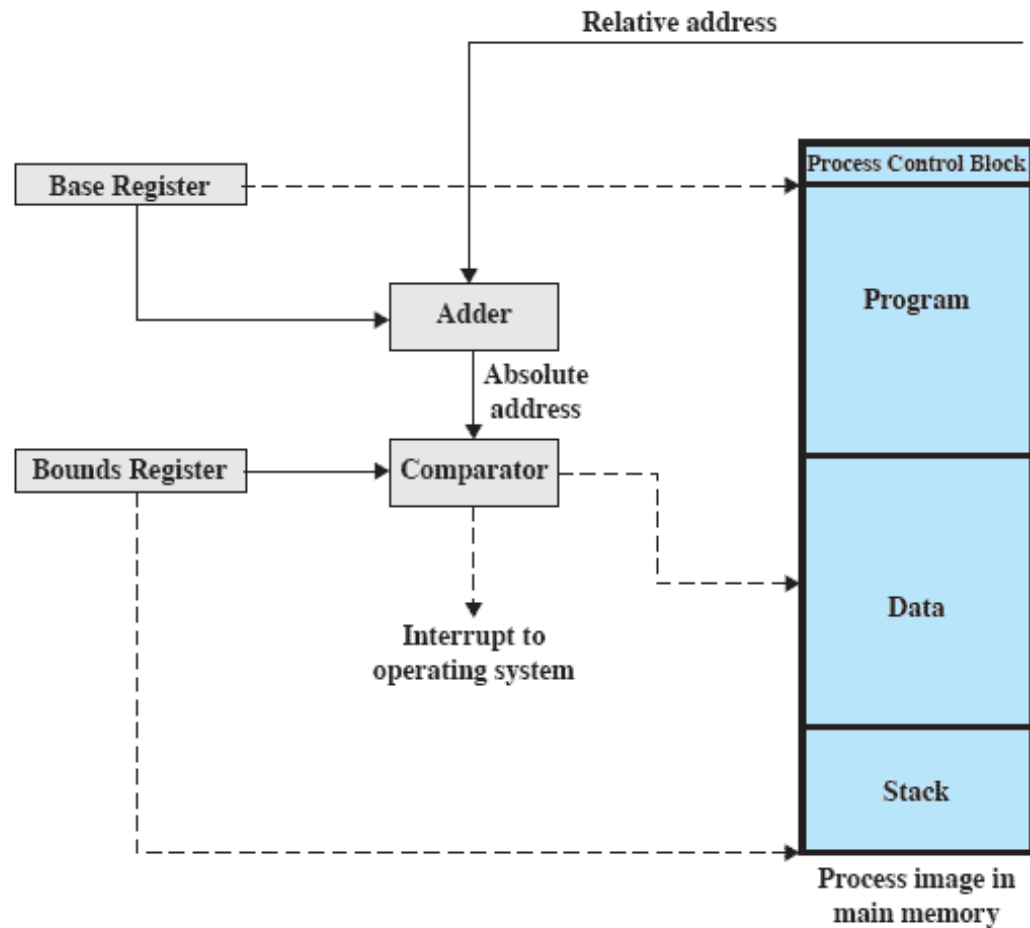 Relative address
Process Control Block
Base Register
Program
Adder
Absolute
address
Bounds Register
Comparator
Data
Interrupt to
operating system
Stack
Process image in
main memory